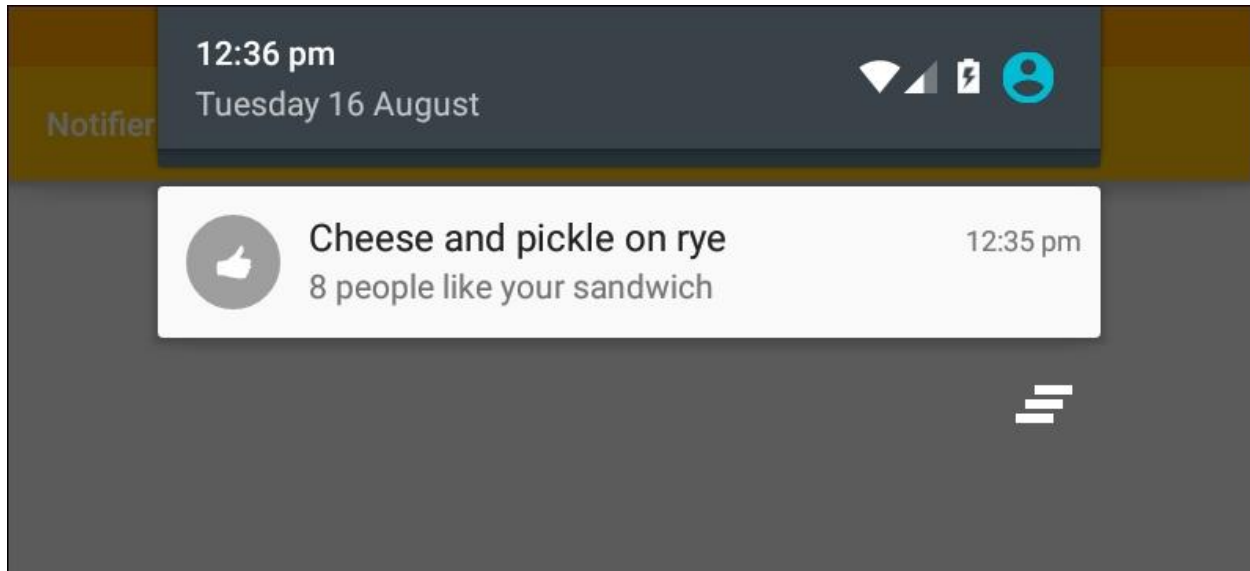 12:36 pm
Tuesday 16 August
Notifier
Cheese and pickle on rye
12:35 pm
8 people like your sandwich